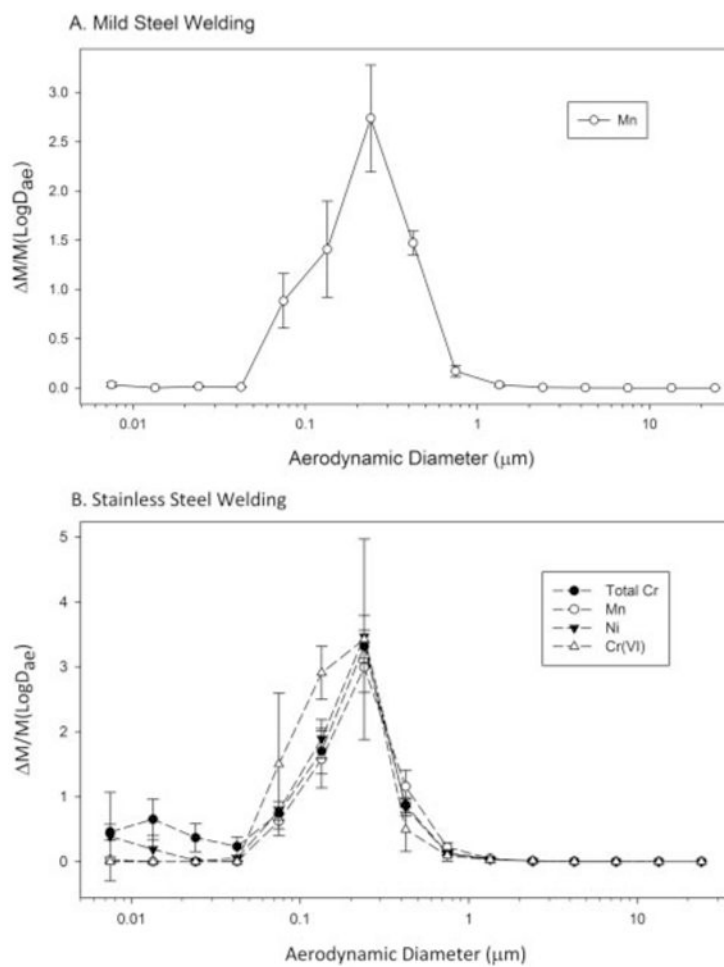 A. Mild Steel Welding
3.0
2.5
2.0
1.5
1.0
0.5
0.0
ΔM/M(LogDae)
Mn
0.01
0.1
1
10
Aerodynamic Diameter (μm)
B. Stainless Steel Welding
5
4
3
2
1
0
ΔM/M(LogDae)
Total Cr
Mn
Ni
Cr(VI)
0.01
0.1
1
10
Aerodynamic Diameter (μm)